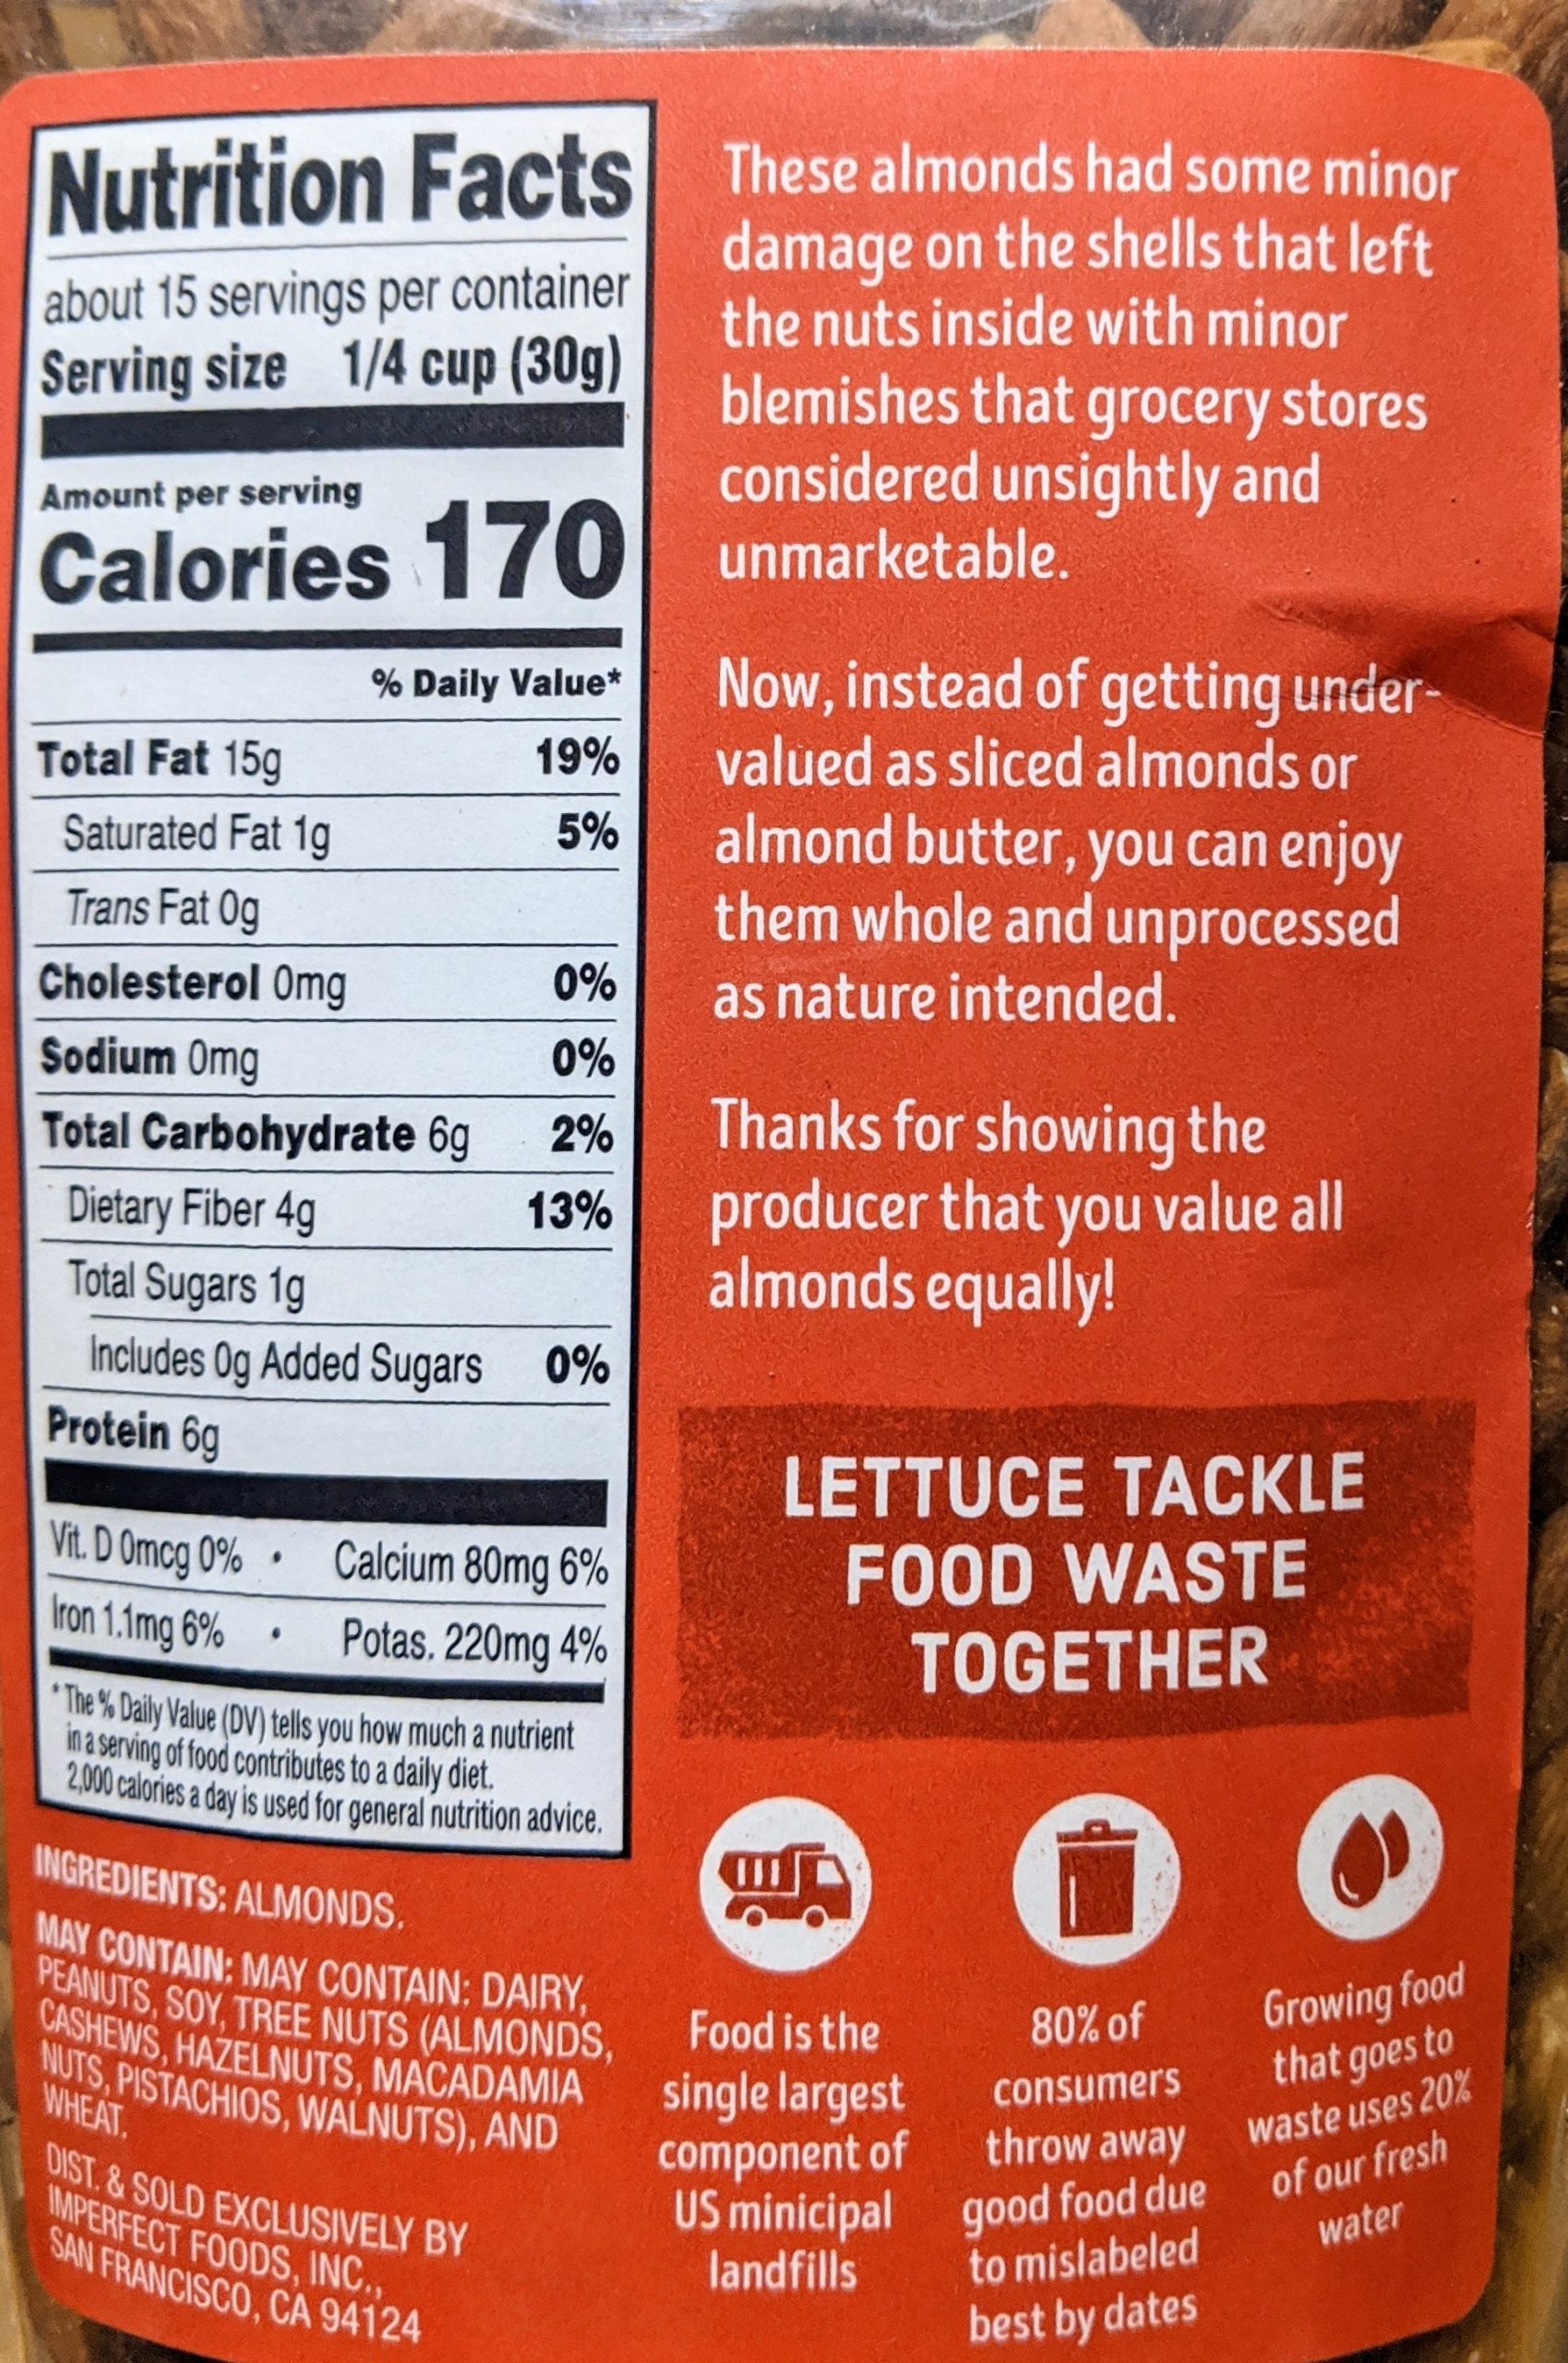 Nutrition Facts
about 15 servings per container
Serving size 1/4 cup (30g)
Amount per serving
Calories 170
% Daily Value*
Total Fat 15g 19%
Saturated Fat 1g 5%
Trans Fat 0g
Cholesterol 0mg 0%
Sodium 0mg 0%
Total Carbohydrate 6g 2%
Dietary Fiber 4g 13%
Total Sugars 1g
Includes 0g Added Sugars 0%
Protein 6g
Vit. D 0mcg 0% • Calcium 80mg 6%
Iron 1.1mg 6% • Potas. 220mg 4%
* The % Daily Value (DV) tells you how much a nutrient
in a serving of food contributes to a daily diet.
2,000 calories a day is used for general nutrition advice.
INGREDIENTS: ALMONDS.
MAY CONTAIN: MAY CONTAIN: DAIRY,
PEANUTS, SOY, TREE NUTS (ALMONDS,
CASHEWS, HAZELNUTS, MACADAMIA
NUTS, PISTACHIOS, WALNUTS), AND
WHEAT.
DIST. & SOLD EXCLUSIVELY BY
IMPERFECT FOODS, INC.,
SAN FRANCISCO, CA 94124
These almonds had some minor
damage on the shells that left
the nuts inside with minor
blemishes that grocery stores
considered unsightly and
unmarketable.
Now, instead of getting under-
valued as sliced almonds or
almond butter, you can enjoy
them whole and unprocessed
as nature intended.
Thanks for showing the
producer that you value all
almonds equally!
LETTUCE TACKLE
FOOD WASTE
TOGETHER
Food is the
single largest
component of
US minicipal
landfills
80% of
consumers
throw away
good food due
to mislabeled
best by dates
Growing food
that goes to
waste uses 20%
of our fresh
water